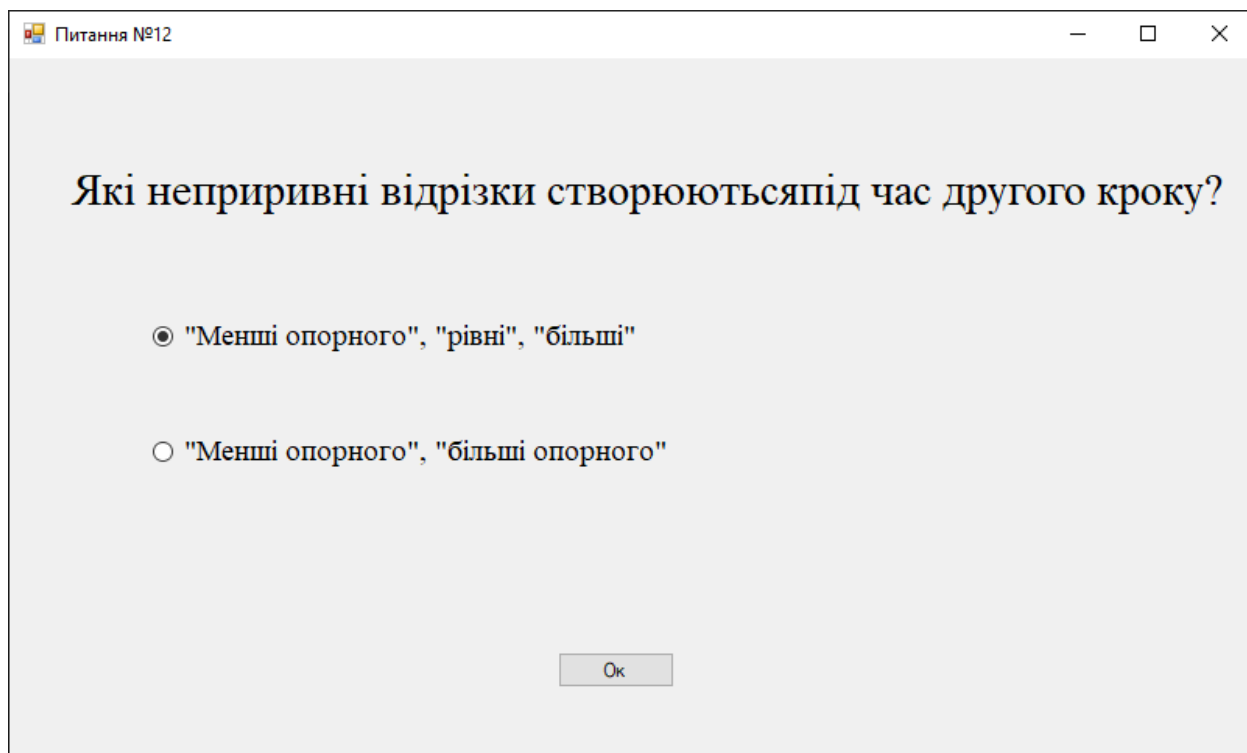 Питання №12
Які неприривні відрізки створюютьсяпід час другого кроку?
"Менші опорного", "рівні", "більші"
"Менші опорного", "більші опорного"
Ок